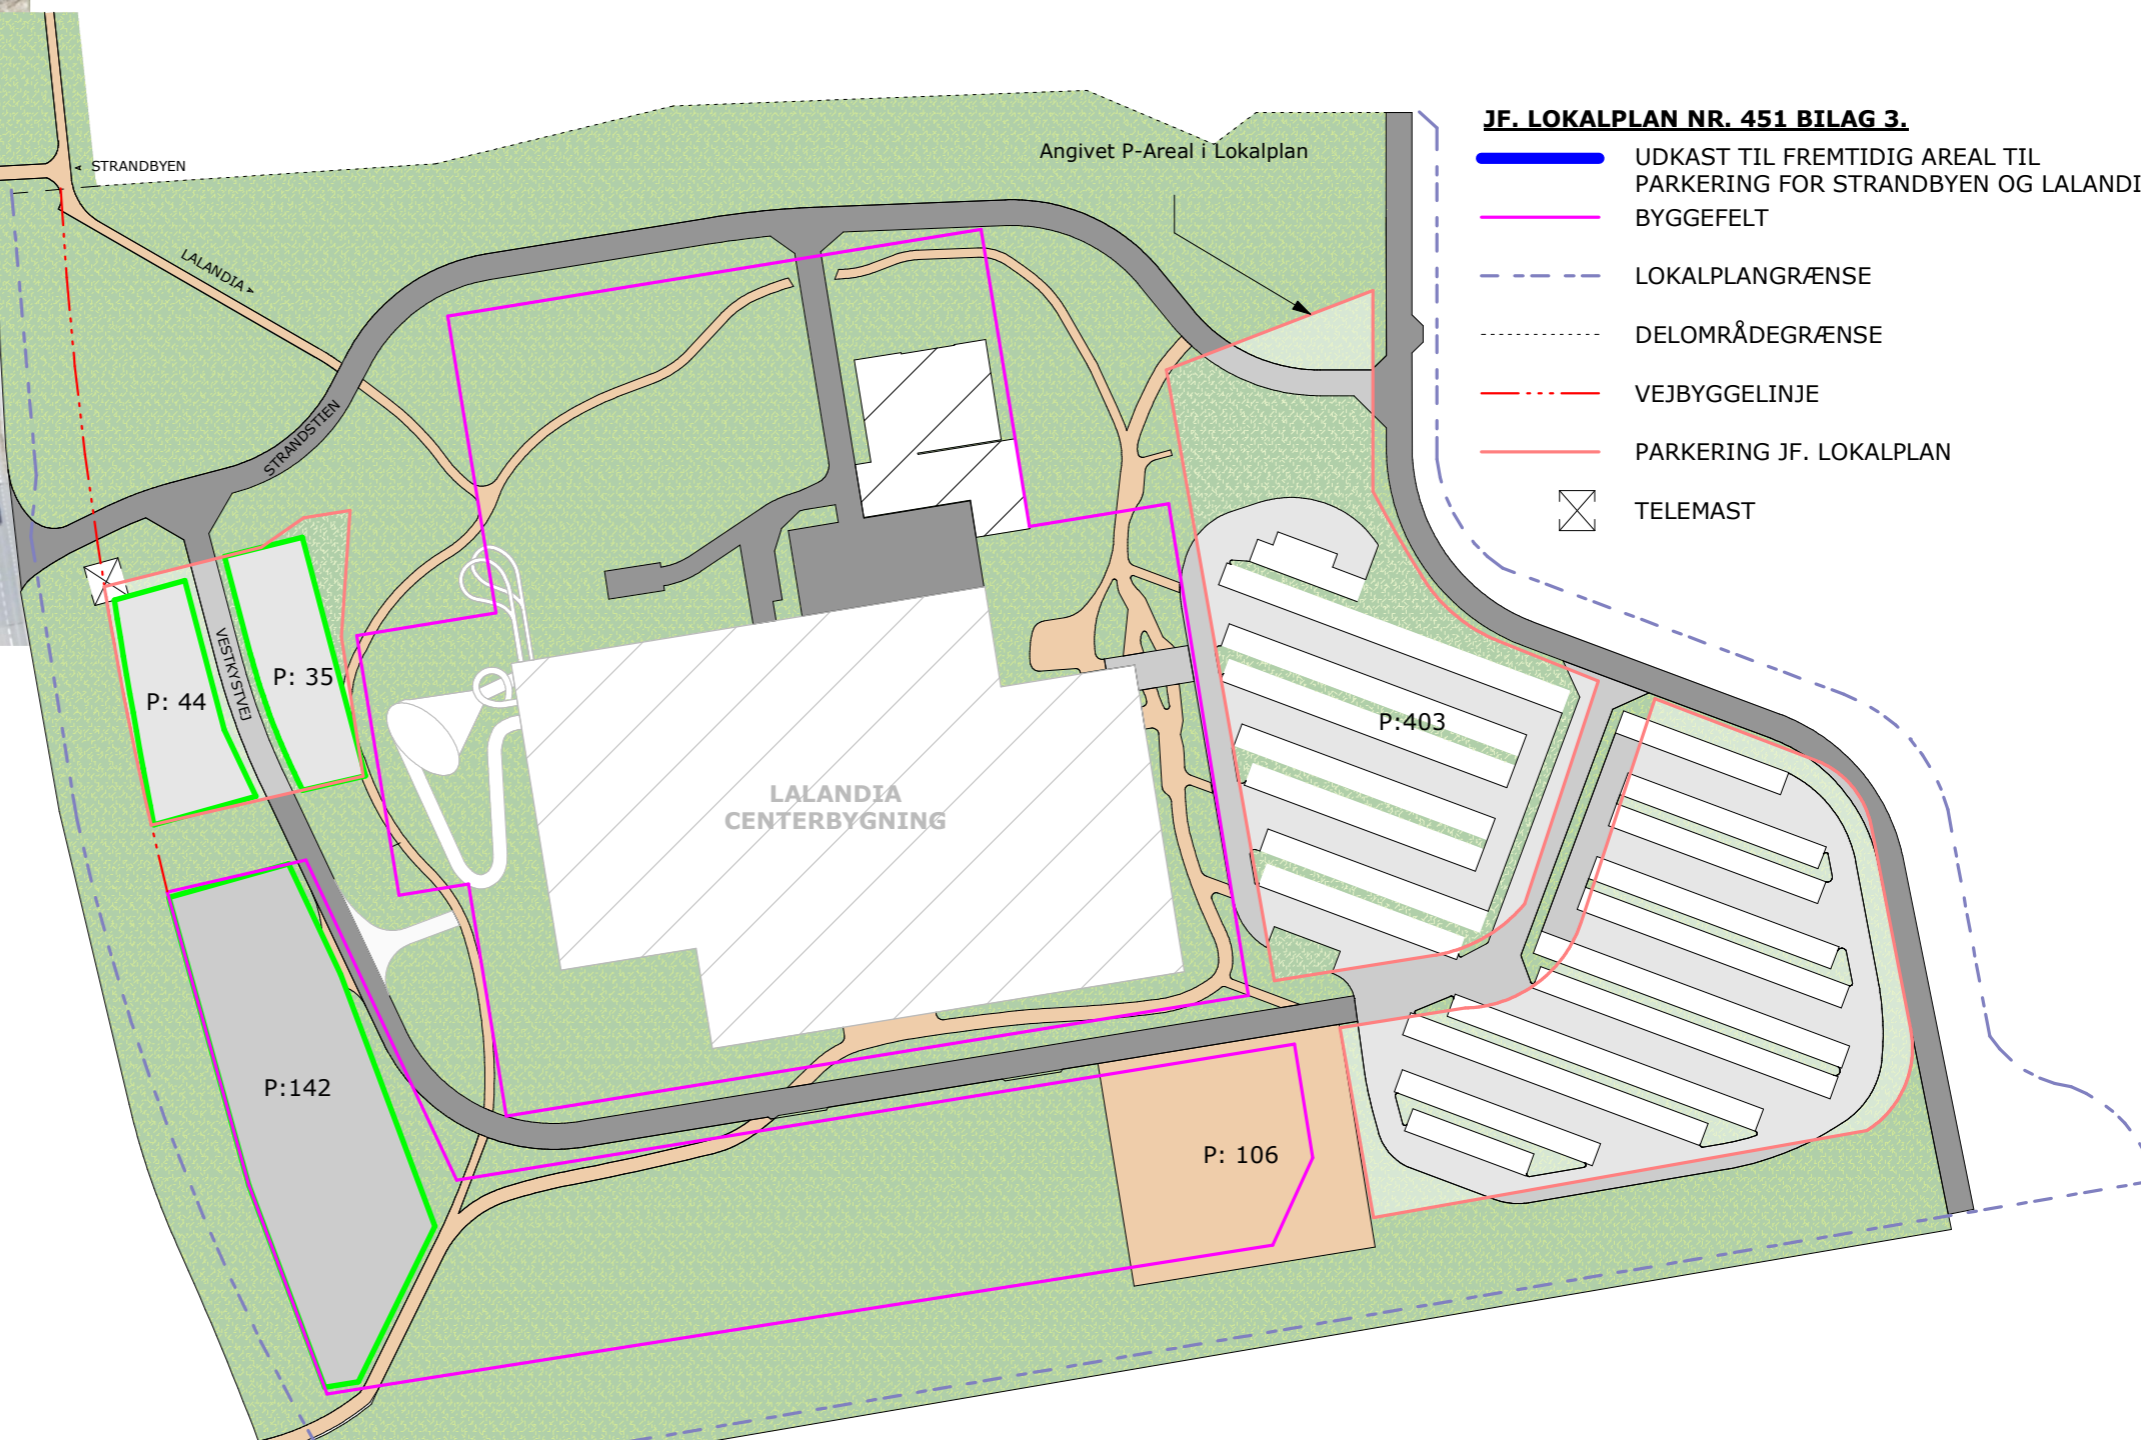 JF. LOKALPLAN NR. 451 BILAG 3.
UDKAST TIL FREMTIDIG AREAL TIL
PARKERING FOR STRANDBYEN OG LALANDI
BYGGEFELT
LOKALPLANGRÆNSE
DELOMRÅDEGRÆNSE
VEJBYGGELINJE
PARKERING JF. LOKALPLAN
TELEMAST
Angivet P-Areal i Lokalplan
STRANDBYEN
LALANDIA
STRANDSTIEN
VESTKYSTVEJ
P: 44
P: 35
P:403
LALANDIA
CENTERBYGNING
P:142
P: 106